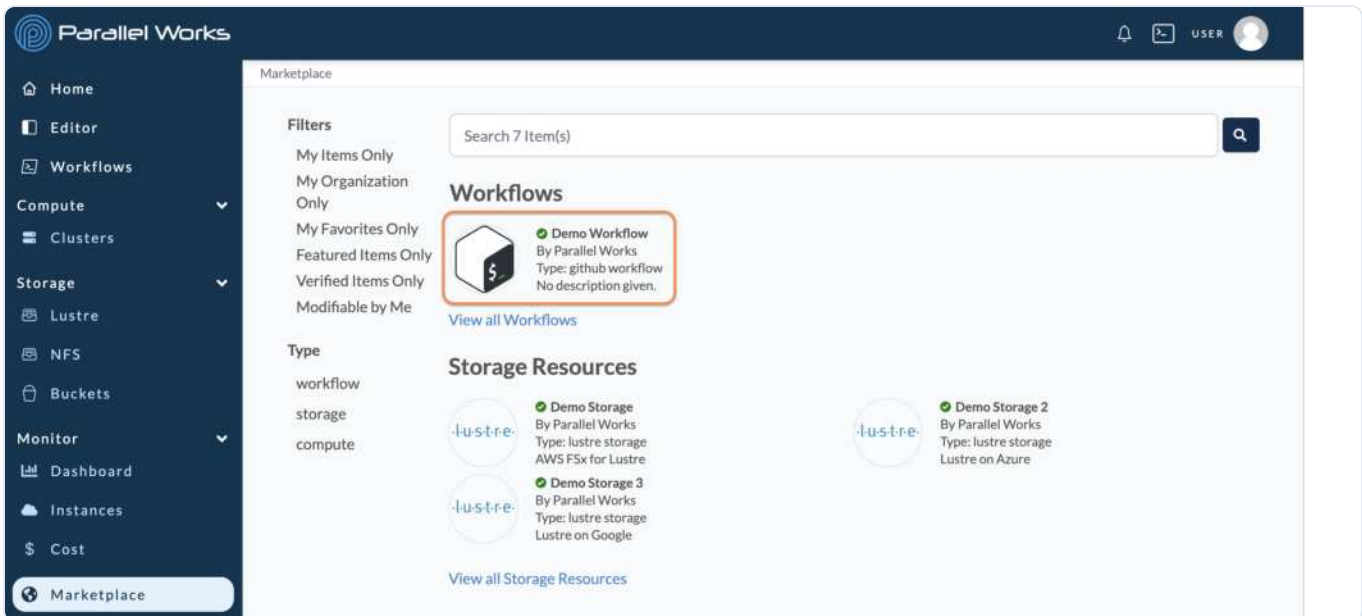 Parallel Works
USER
Home
Editor
Workflows
Compute
Clusters
Storage
Lustre
NFS
Buckets
Monitor
Dashboard
Instances
$ Cost
Marketplace
Marketplace
Filters
My Items Only
My Organization
Only
My Favorites Only
Featured Items Only
Verified Items Only
Modifiable by Me
Type
workflow
storage
compute
Search 7 Item(s)
Workflows
$_
Demo Workflow
By Parallel Works
Type: github workflow
No description given.
View all Workflows
Storage Resources
·l·u·s·t·r·e·
Demo Storage
By Parallel Works
Type: lustre storage
AWS FSx for Lustre
·l·u·s·t·r·e·
Demo Storage 2
By Parallel Works
Type: lustre storage
Lustre on Azure
·l·u·s·t·r·e·
Demo Storage 3
By Parallel Works
Type: lustre storage
Lustre on Google
View all Storage Resources